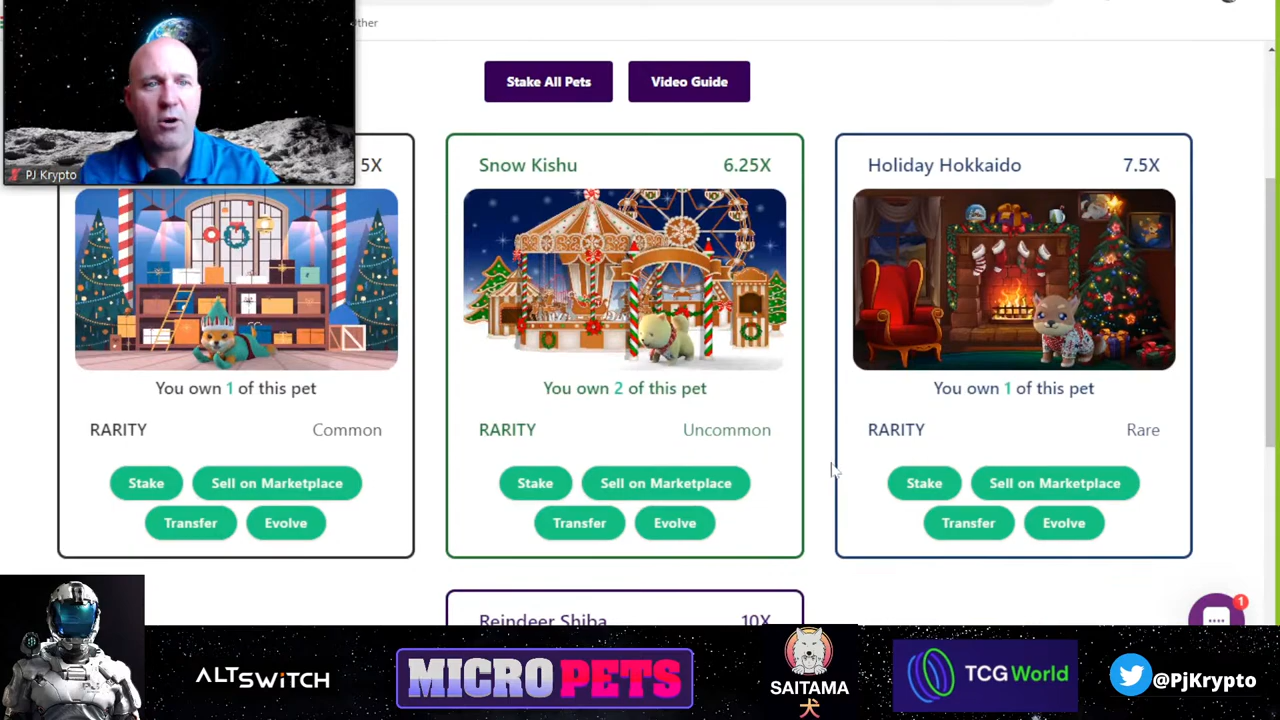 ther
Stake All Pets
Video Guide
PJ Krypto
5X
You own 1 of this pet
RARITY Common
Stake
Sell on Marketplace
Transfer
Evolve
Snow Kishu 6.25X
You own 2 of this pet
RARITY Uncommon
Stake
Sell on Marketplace
Transfer
Evolve
Holiday Hokkaido 7.5X
You own 1 of this pet
RARITY Rare
Stake
Sell on Marketplace
Transfer
Evolve
Reindeer Shiba 10X
1
ALTSWITCH
MICRO PETS
SAITAMA
犬
TCG World
@PjKrypto